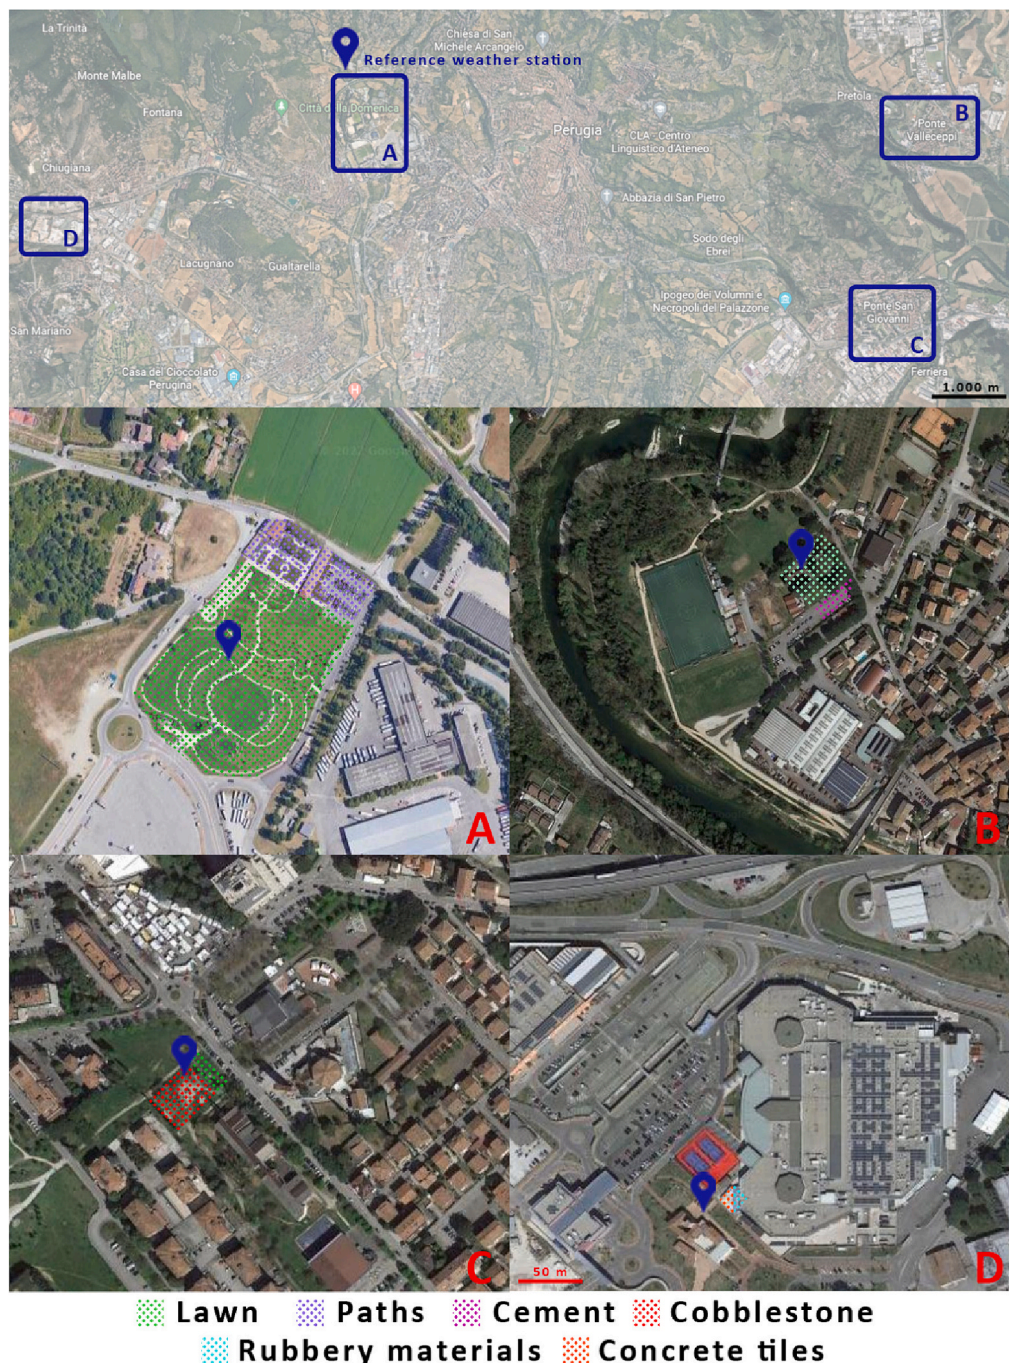 La Trinità
Chiesa di San
Michele Arcangelo
Reference weather station
Monte Malbe
Fontana
Città della Domenica
A
Perugia
CLA - Centro
Linguistico d'Ateneo
Pretola
B
Ponte
Valleceppi
Chiugiana
D
Abbazia di San Pietro
Lacugnano
Gualtarella
Sodo degli
Ebrei
Ipogeo dei Volumni e
Necropoli del Palazzone
Ponte San
Giovanni
C
San Mariano
Casa del Cioccolato
Perugina
H
Ferriera
1.000 m
A
B
C
D
50 m
Lawn
Paths
Cement
Cobblestone
Rubbery materials
Concrete tiles